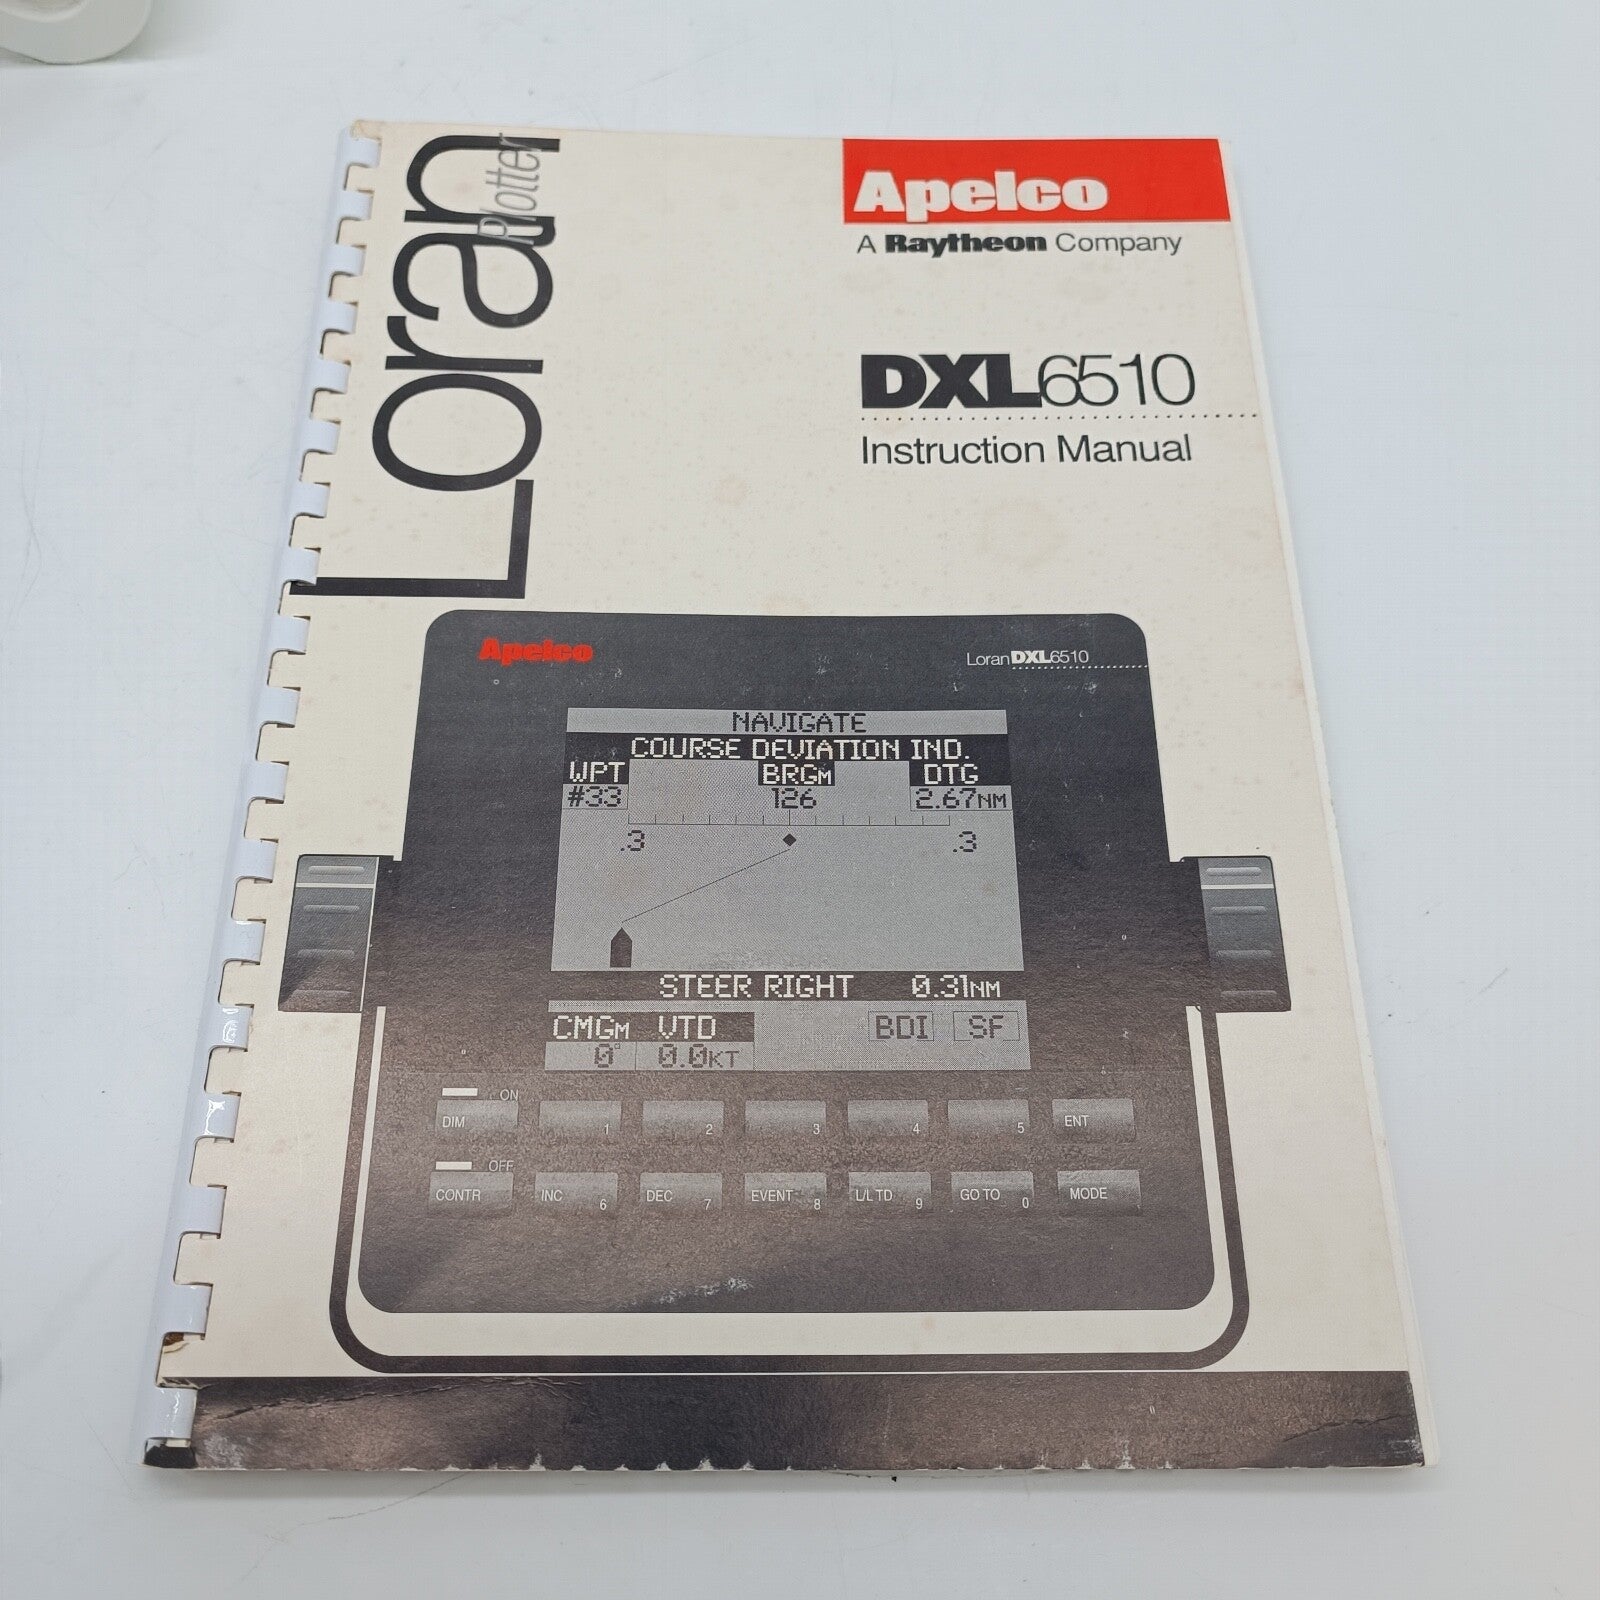 Loran
Plotter
Apelco
A Raytheon Company
DXL6510
Instruction Manual
Apelco
LoranDXL6510
NAVIGATE
COURSE DEVIATION IND.
WPT BRGM DTG
#33 126 2.67NM
.3 .3
STEER RIGHT 0.31NM
CMGM VTD BDI SF
0° 0.0KT
ON
DIM 1 2 3 4 5 ENT
OFF
CONTR INC 6 DEC 7 EVENT 8 L/L TD 9 GO TO 0 MODE